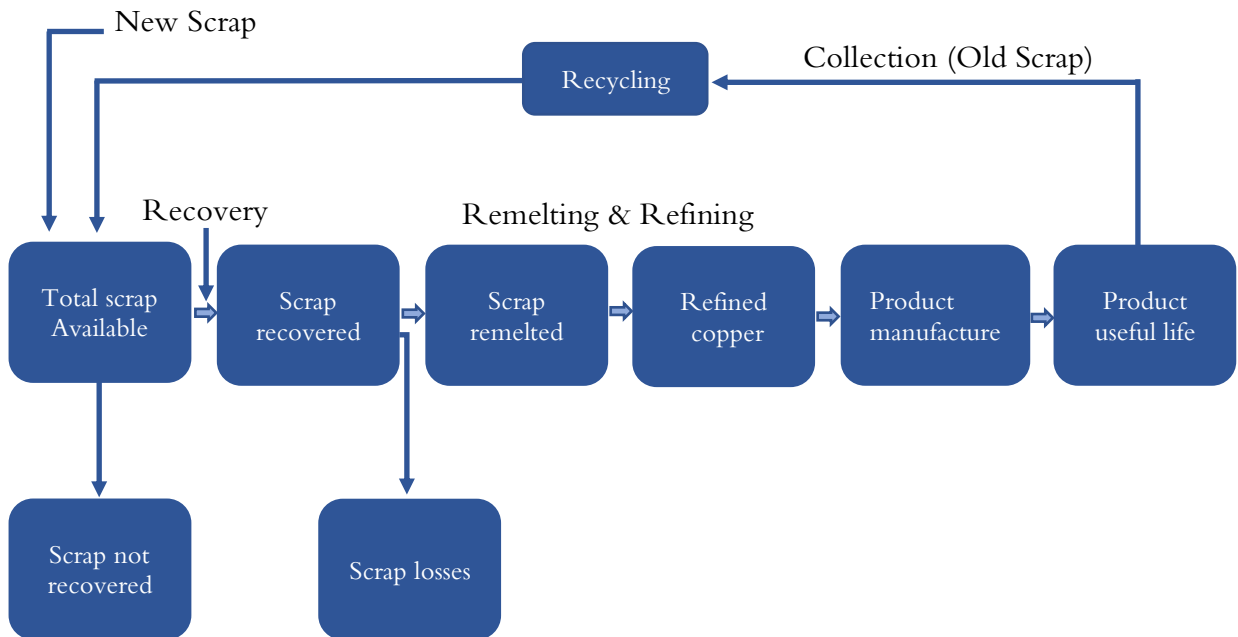 New Scrap
Collection (Old Scrap)
Recycling
Recovery
Remelting & Refining
Total scrap
Available
Scrap
recovered
Scrap
remelted
Refined
copper
Product
manufacture
Product
useful life
Scrap not
recovered
Scrap losses